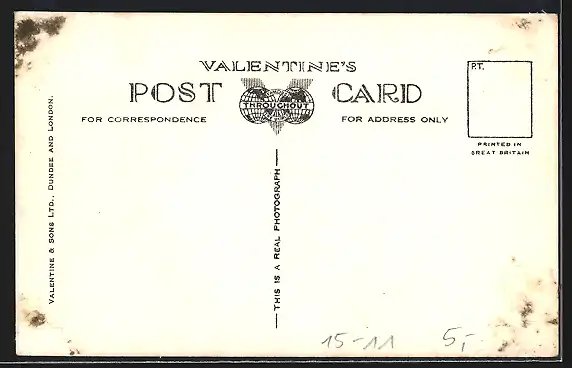 VALENTINE'S
POST CARD
THROUGHOUT
FOR CORRESPONDENCE
FOR ADDRESS ONLY
P.T.
PRINTED IN
GREAT BRITAIN
VALENTINE & SONS LTD., DUNDEE AND LONDON.
THIS IS A REAL PHOTOGRAPH
15-11
5,-